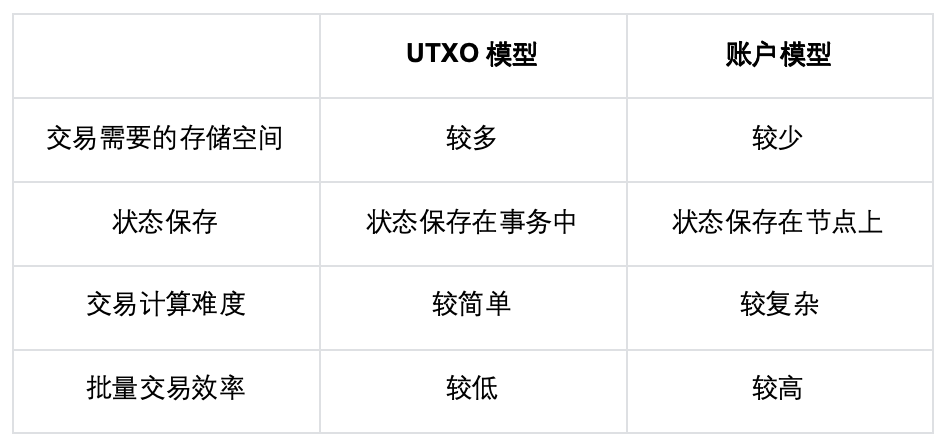 UTXO 模型 账户模型
交易需要的存储空间 较多 较少
状态保存 状态保存在事务中 状态保存在节点上
交易计算难度 较简单 较复杂
批量交易效率 较低 较高